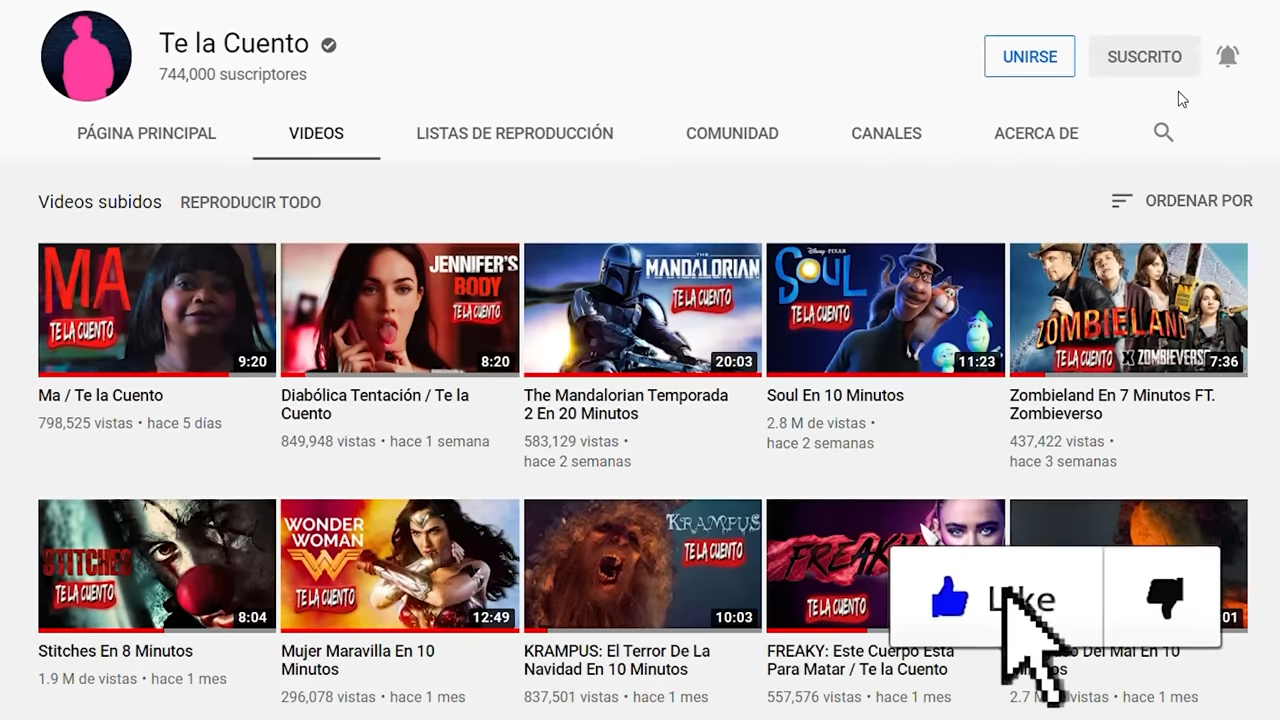 Te la Cuento
744,000 suscriptores
UNIRSE
SUSCRITO
PÁGINA PRINCIPAL
VIDEOS
LISTAS DE REPRODUCCIÓN
COMUNIDAD
CANALES
ACERCA DE
Videos subidos
REPRODUCIR TODO
ORDENAR POR
MA
TE LA CUENTO
9:20
JENNIFER'S
BODY
TE LA CUENTO
8:20
THE
MANDALORIAN
TE LA CUENTO
20:03
Disney PIXAR
SOUL
TE LA CUENTO
11:23
ZOMBIELAND
TE LA CUENTO X ZOMBIEVERS
7:36
Ma / Te la Cuento
798,525 vistas • hace 5 días
Diabólica Tentación / Te la
Cuento
849,948 vistas • hace 1 semana
The Mandalorian Temporada
2 En 20 Minutos
583,129 vistas •
hace 2 semanas
Soul En 10 Minutos
2.8 M de vistas •
hace 2 semanas
Zombieland En 7 Minutos FT.
Zombieverso
437,422 vistas •
hace 3 semanas
STITCHES
TE LA CUENTO
8:04
WONDER
WOMAN
TE LA CUENTO
12:49
KRAMPUS
TE LA CUENTO
10:03
FREAKY
TE LA CUENTO
:01
Like
Stitches En 8 Minutos
1.9 M de vistas • hace 1 mes
Mujer Maravilla En 10
Minutos
296,078 vistas • hace 1 mes
KRAMPUS: El Terror De La
Navidad En 10 Minutos
837,501 vistas • hace 1 mes
FREAKY: Este Cuerpo Esta
Para Matar / Te la Cuento
557,576 vistas • hace 1 mes
Del Mal En 10
2.7 M vistas • hace 1 mes